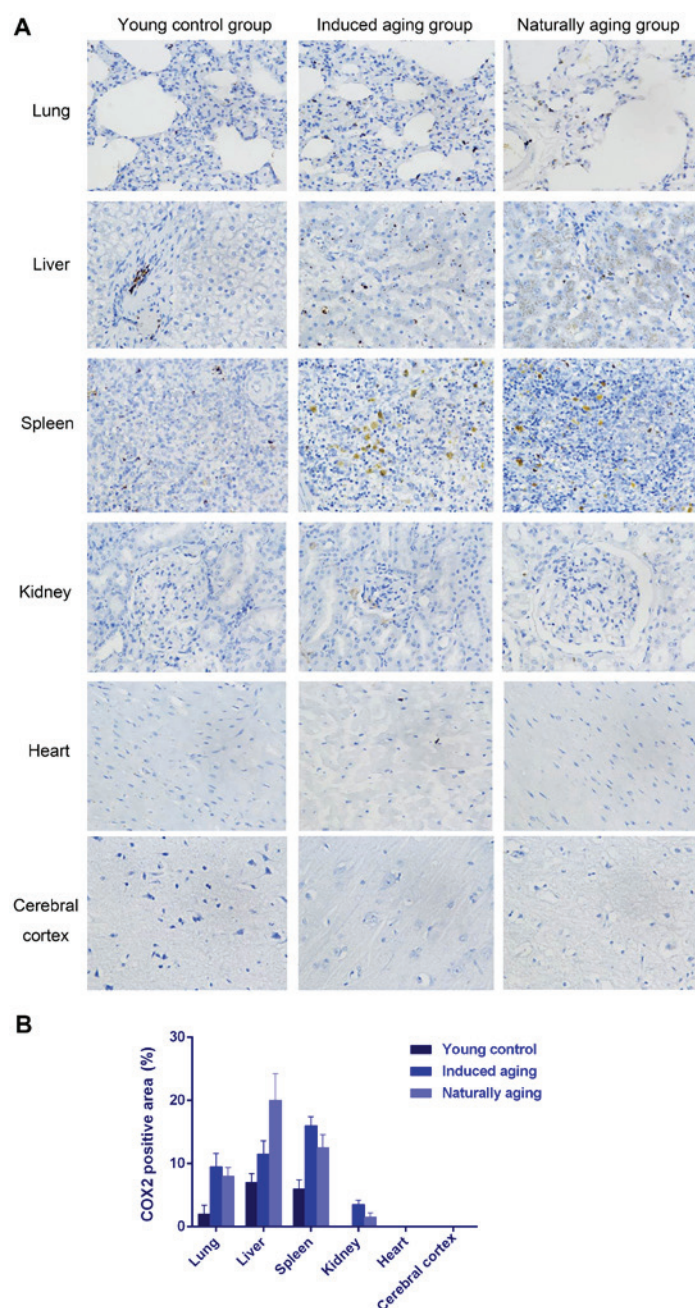 A
Young control group
Induced aging group
Naturally aging group
Lung
Liver
Spleen
Kidney
Heart
Cerebral
cortex
B
COX2 positive area (%)
30
20
10
0
Young control
Induced aging
Naturally aging
Lung
Liver
Spleen
Kidney
Heart
Cerebral cortex